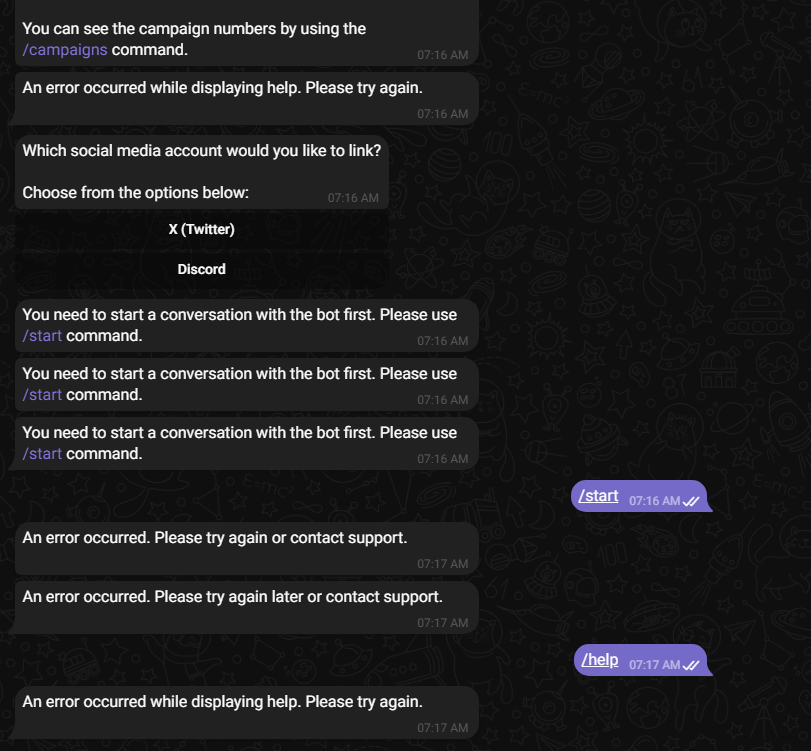 You can see the campaign numbers by using the
/campaigns command.
07:16 AM
An error occurred while displaying help. Please try again.
07:16 AM
Which social media account would you like to link?
Choose from the options below:
07:16 AM
X (Twitter)
Discord
You need to start a conversation with the bot first. Please use
/start command.
07:16 AM
You need to start a conversation with the bot first. Please use
/start command.
07:16 AM
You need to start a conversation with the bot first. Please use
/start command.
07:16 AM
/start 07:16 AM
An error occurred. Please try again or contact support.
07:17 AM
An error occurred. Please try again later or contact support.
07:17 AM
/help 07:17 AM
An error occurred while displaying help. Please try again.
07:17 AM